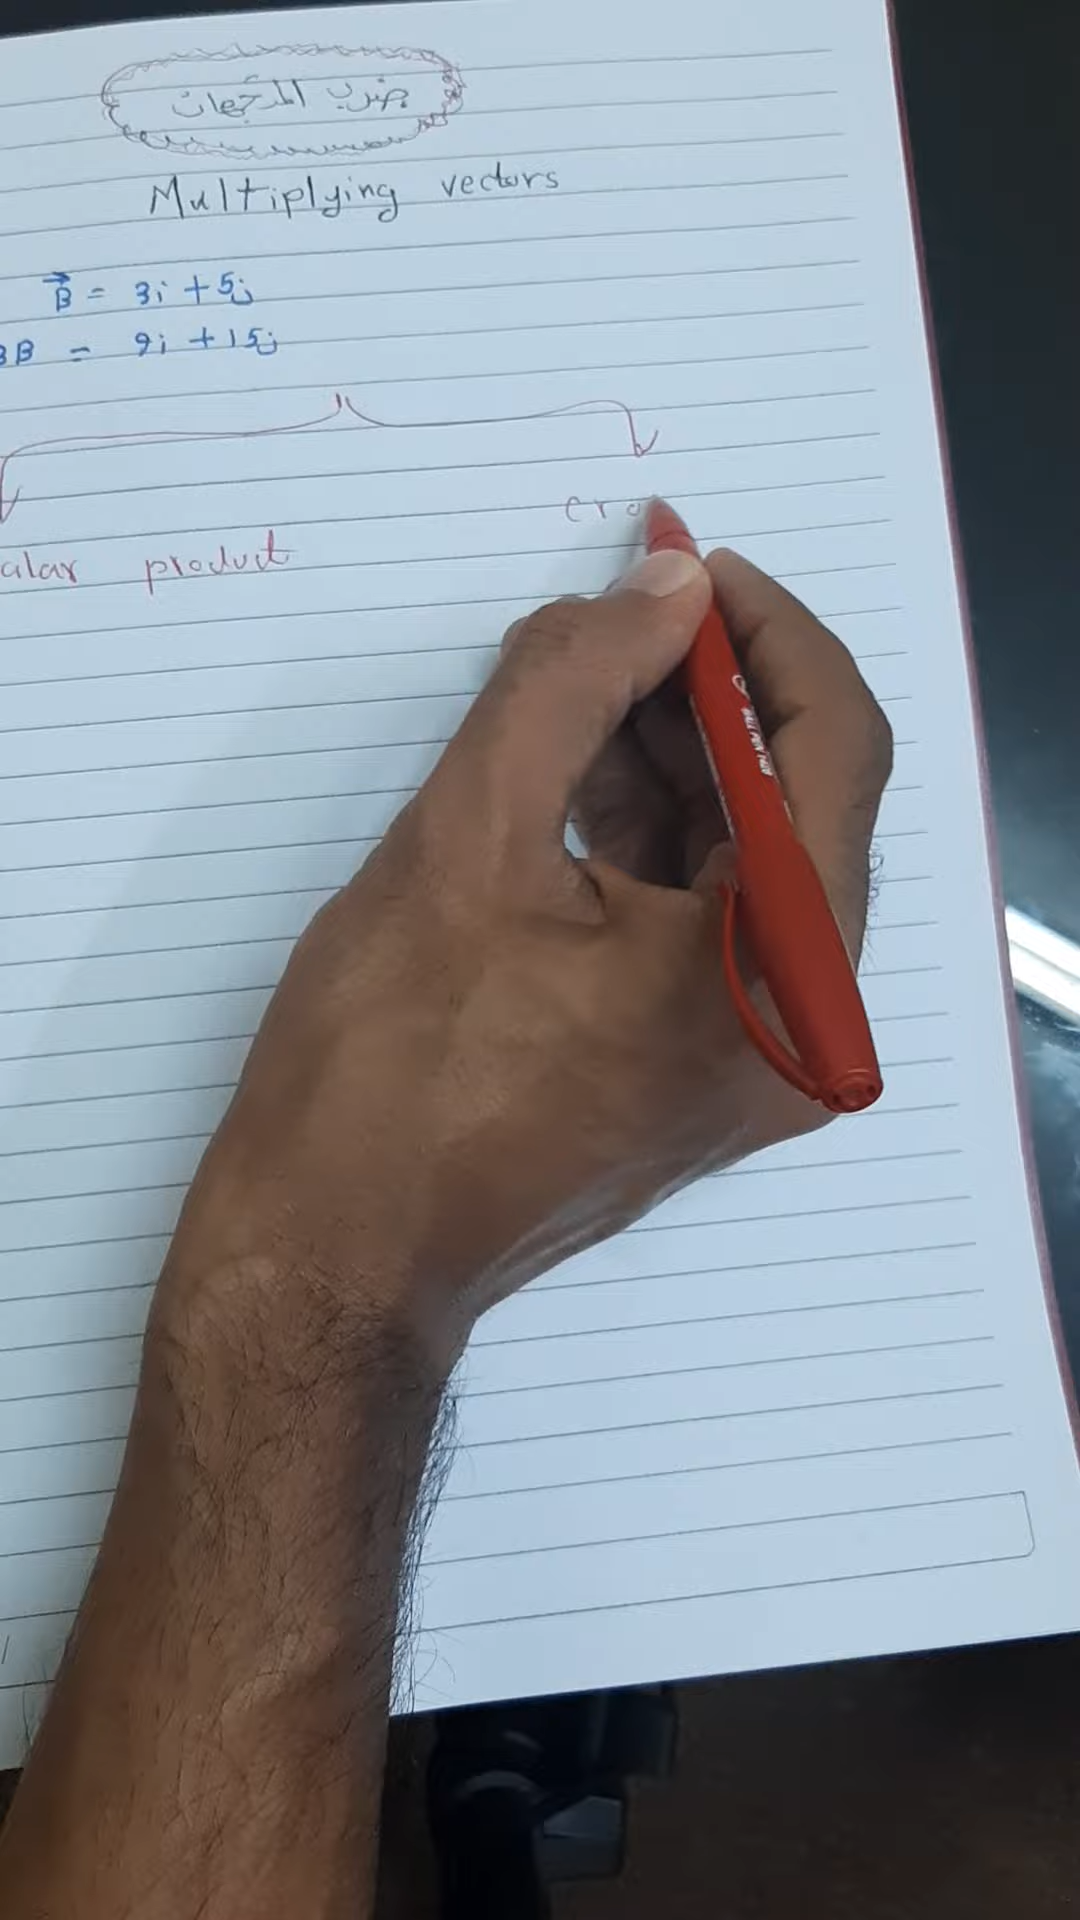 ضرب المتجهات
Multiplying vectors
B = 3i + 5j
3B = 9i + 15j
cro
alar product